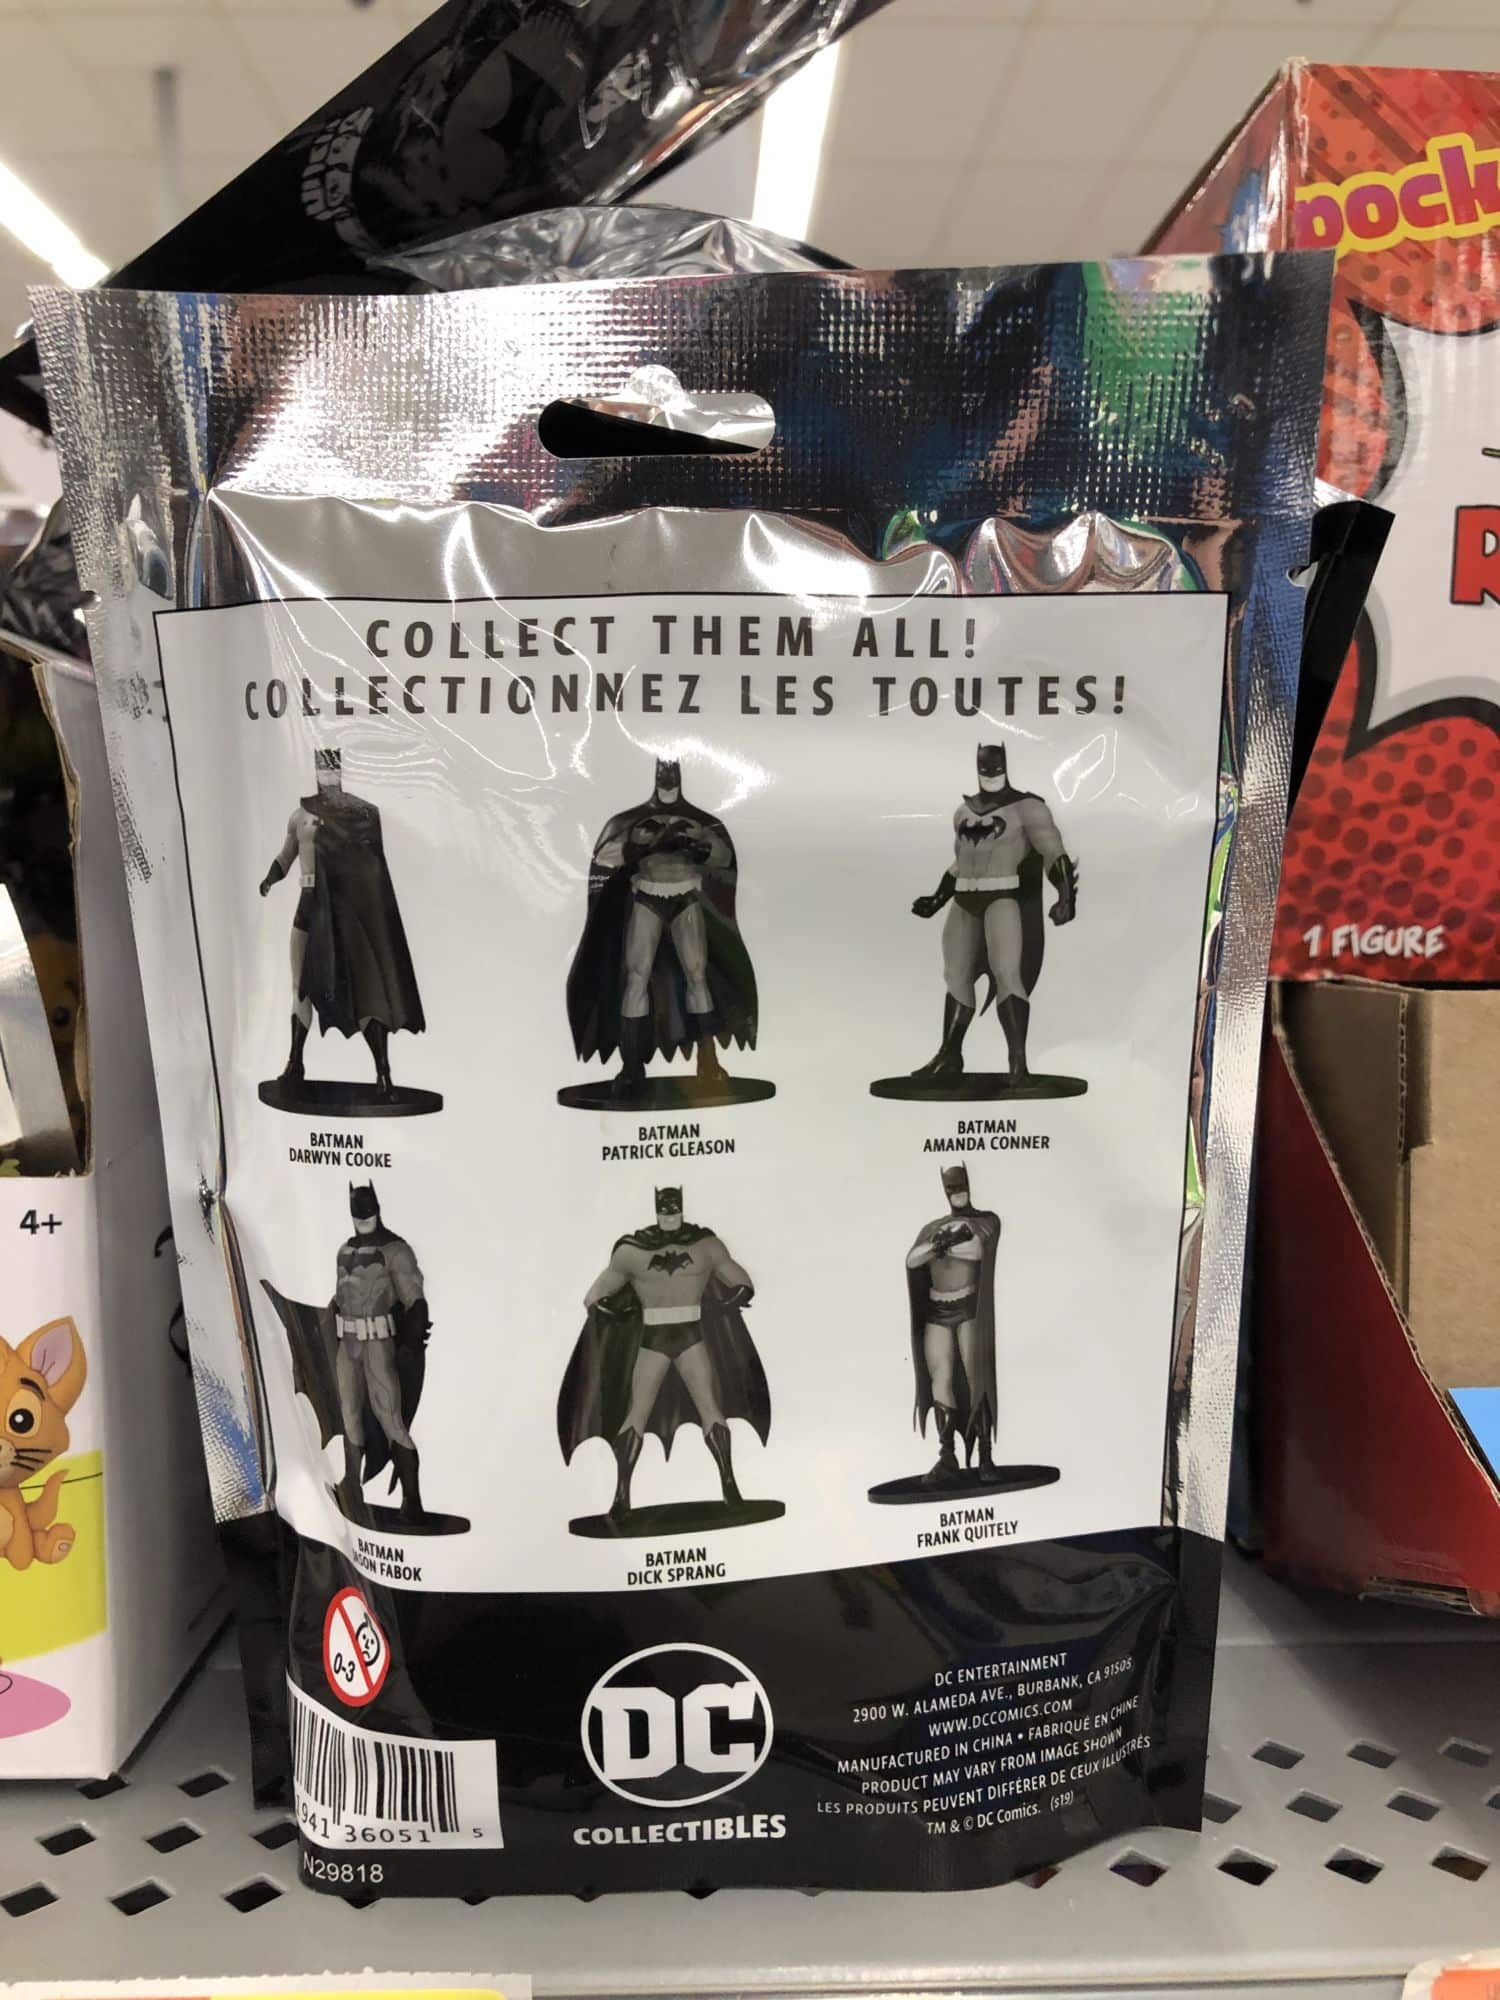 COLLECT THEM ALL!
COLLECTIONNEZ LES TOUTES!
BATMAN
DARWYN COOKE
BATMAN
PATRICK GLEASON
BATMAN
AMANDA CONNER
BATMAN
FABOK
BATMAN
DICK SPRANG
BATMAN
FRANK QUITELY
0-3
DC
COLLECTIBLES
DC ENTERTAINMENT
2900 W. ALAMEDA AVE., BURBANK, CA 91505
WWW.DCCOMICS.COM
MANUFACTURED IN CHINA • FABRIQUÉ EN CHINE
PRODUCT MAY VARY FROM IMAGE SHOWN
LES PRODUITS PEUVENT DIFFÉRER DE CEUX ILLUSTRÉS
TM & © DC Comics. (s19)
941 36051 5
N29818
4+
pock
R
1 FIGURE